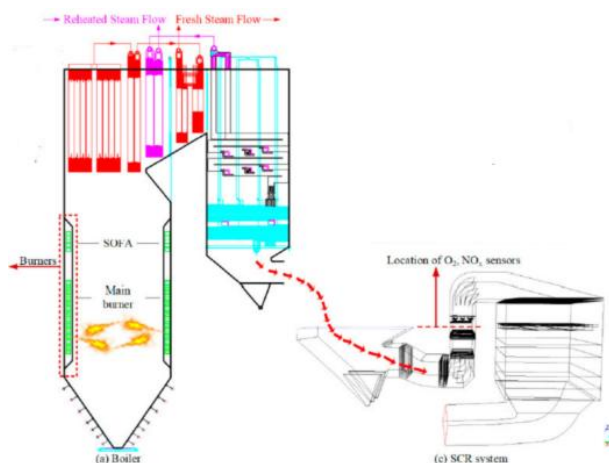 Reheated Steam Flow
Fresh Steam Flow
SOFA
Burners
Main
burner
Location of O₂, NOₓ sensors
(a) Boiler
(c) SCR system